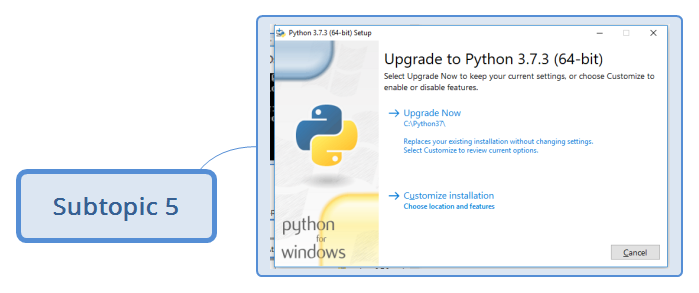 Subtopic 5
Python 3.7.3 (64-bit) Setup
Upgrade to Python 3.7.3 (64-bit)
Select Upgrade Now to keep your current settings, or choose Customize to
enable or disable features.
Upgrade Now
C:\Python37\
Replaces your existing installation without changing settings.
Select Customize to review current options.
Customize installation
Choose location and features
python
for
windows
Cancel